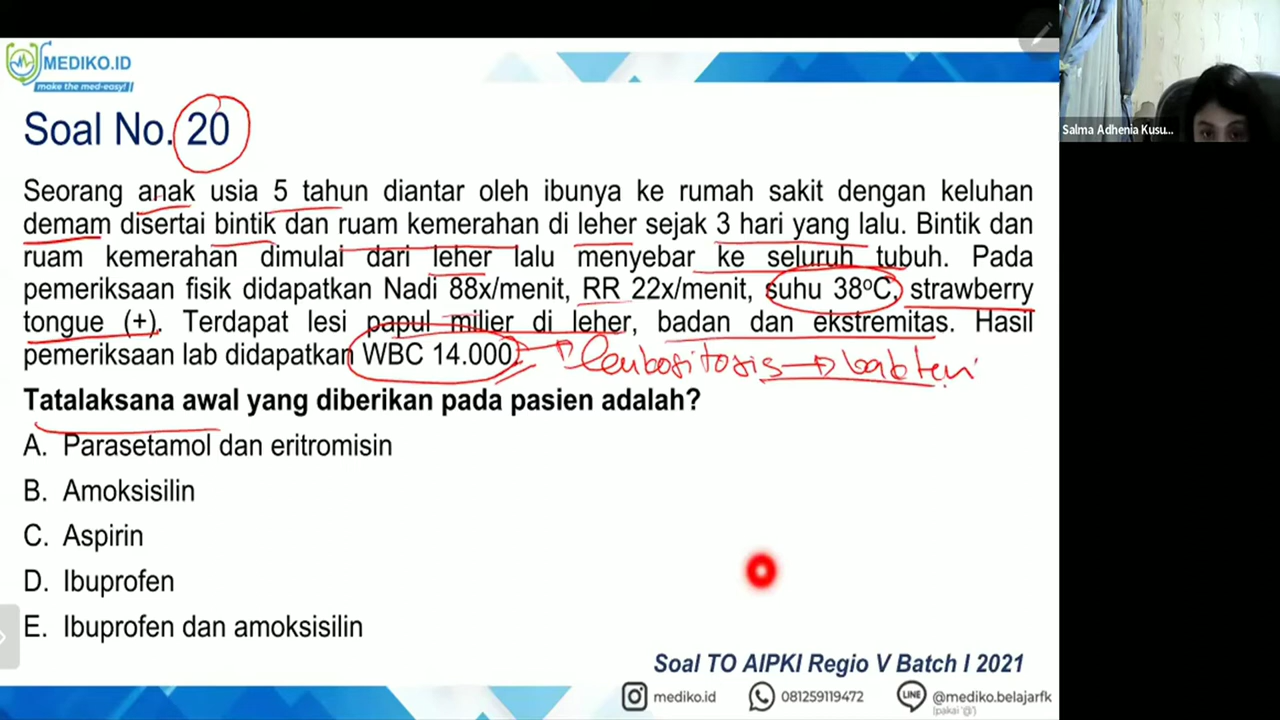 MEDIKO.ID
make the med-easy!
Soal No. 20
Seorang anak usia 5 tahun diantar oleh ibunya ke rumah sakit dengan keluhan
demam disertai bintik dan ruam kemerahan di leher sejak 3 hari yang lalu. Bintik dan
ruam kemerahan dimulai dari leher lalu menyebar ke seluruh tubuh. Pada
pemeriksaan fisik didapatkan Nadi 88x/menit, RR 22x/menit, suhu 38ºC, strawberry
tongue (+). Terdapat lesi papul milier di leher, badan dan ekstremitas. Hasil
pemeriksaan lab didapatkan WBC 14.000 leukositosis → bakteri
Tatalaksana awal yang diberikan pada pasien adalah?
A. Parasetamol dan eritromisin
B. Amoksisilin
C. Aspirin
D. Ibuprofen
E. Ibuprofen dan amoksisilin
Soal TO AIPKI Regio V Batch I 2021
mediko.id 081259119472 LINE @mediko.belajarfk
(pakai '@')
Salma Adhenia Kusu...